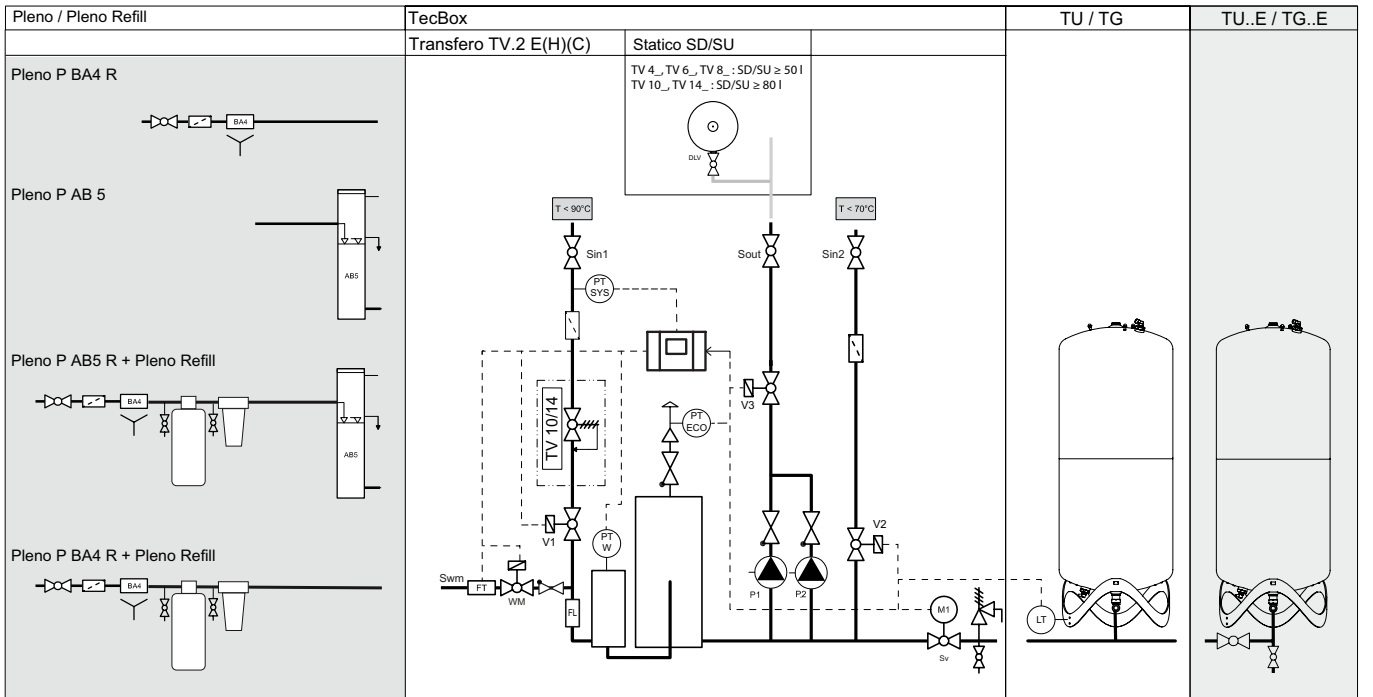 Pleno / Pleno Refill
TecBox
TU / TG
TU..E / TG..E
Transfero TV.2 E(H)(C)
Statico SD/SU
Pleno P BA4 R
BA4
Pleno P AB 5
AB5
Pleno P AB5 R + Pleno Refill
BA4
AB5
Pleno P BA4 R + Pleno Refill
BA4
TV 4_, TV 6_, TV 8_ : SD/SU ≥ 50 l
TV 10_, TV 14_ : SD/SU ≥ 80 l
DLV
T < 90°C
T < 70°C
Sin1
Sout
Sin2
PT
SYS
TV 10/14
V3
PT
ECO
V1
PT
W
V2
Swm
FT
WM
FL
P1
P2
M1
Sv
LT